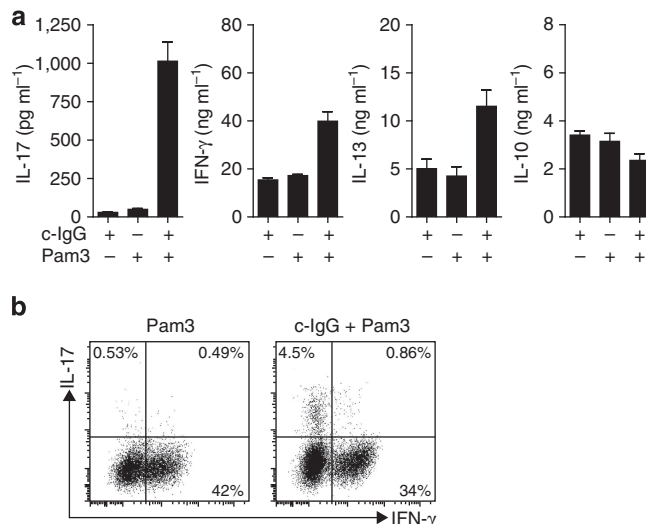 a
IL-17 (pg ml⁻¹)
1,250
1,000
750
500
250
0
IFN-γ (ng ml⁻¹)
80
60
40
20
0
IL-13 (ng ml⁻¹)
15
10
5
0
IL-10 (ng ml⁻¹)
8
6
4
2
0
c-IgG + − + + − + + − + + − +
Pam3 − + + − + + − + + − + +
b
Pam3
c-IgG + Pam3
IL-17
0.53% 0.49%
42%
4.5% 0.86%
34%
IFN-γ